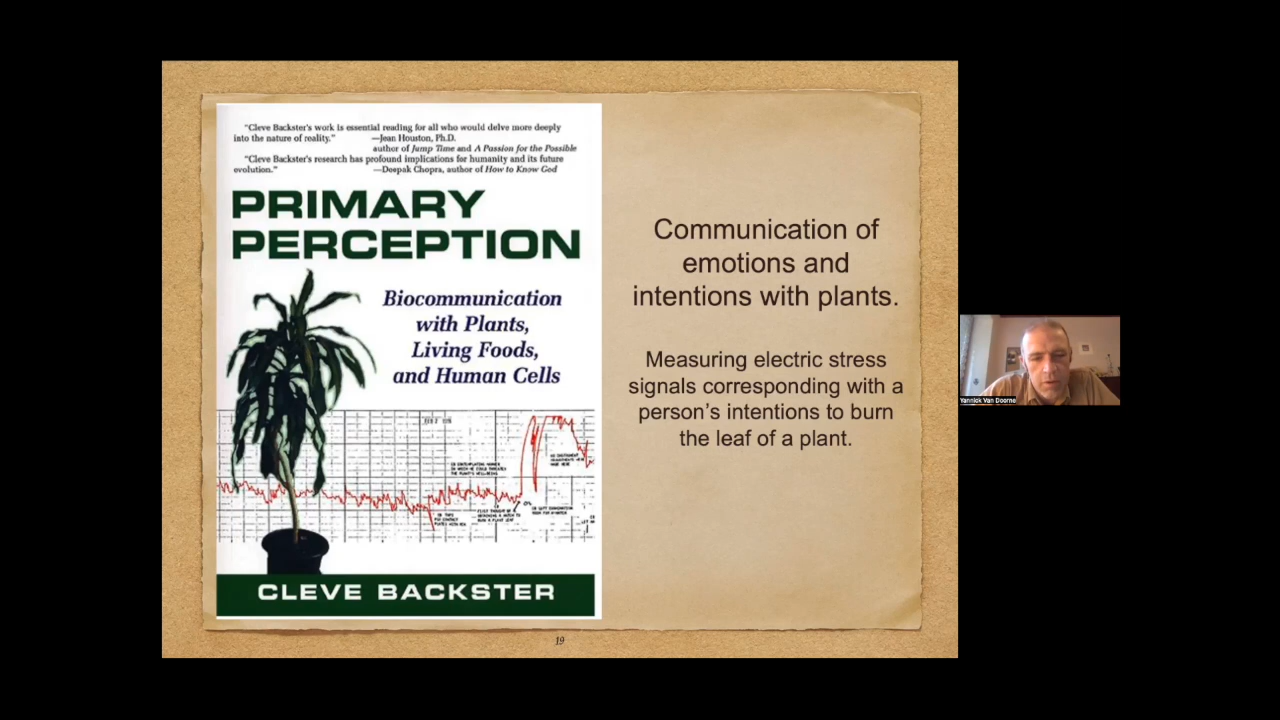 "Cleve Backster's work is essential reading for all who would delve more deeply
into the nature of reality." —Jean Houston, Ph.D.
author of Jump Time and A Passion for the Possible
"Cleve Backster's research has profound implications for humanity and its future
evolution." —Deepak Chopra, author of How to Know God
PRIMARY
PERCEPTION
Biocommunication
with Plants,
Living Foods,
and Human Cells
CLEVE BACKSTER
Communication of
emotions and
intentions with plants.
Measuring electric stress
signals corresponding with a
person's intentions to burn
the leaf of a plant.
19
Yannick Van Doorne